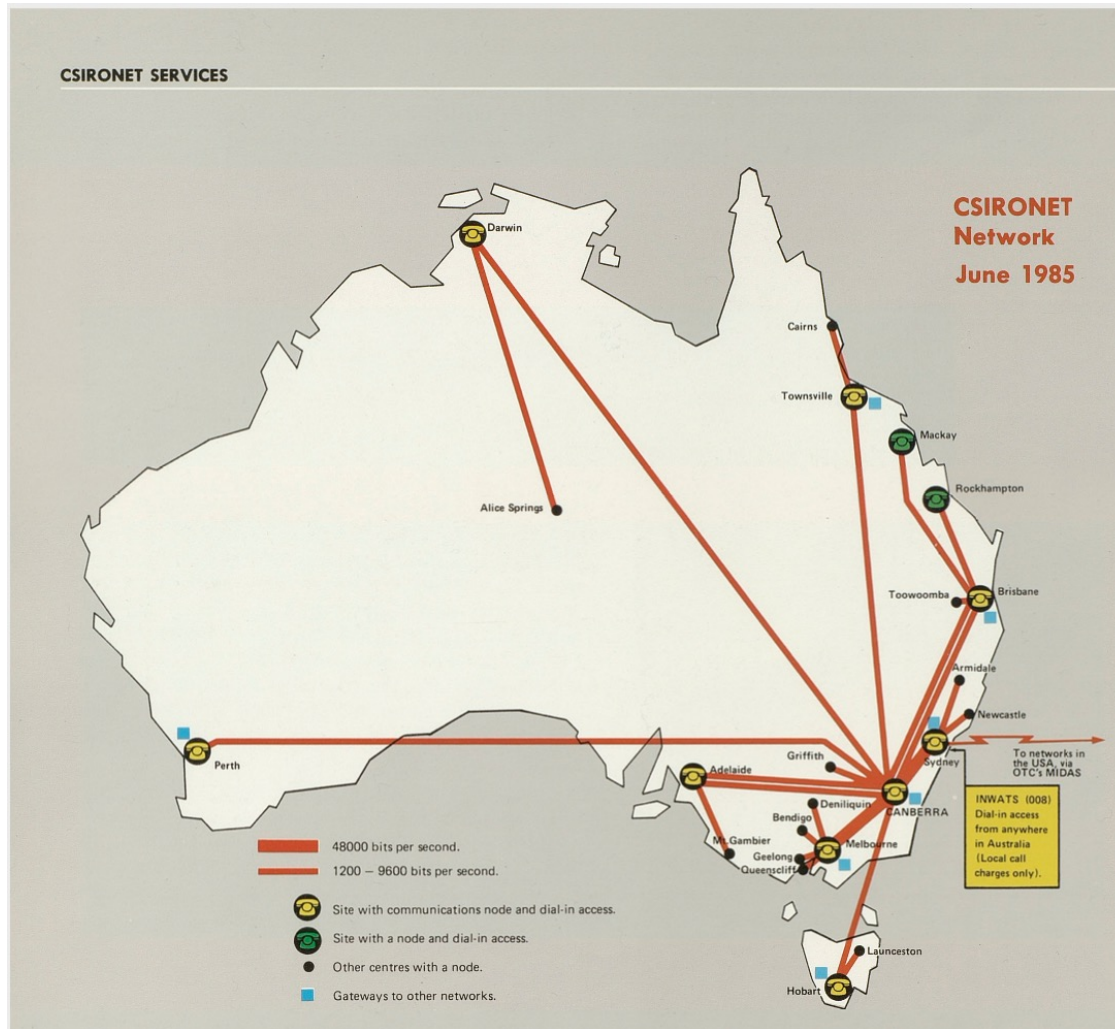 CSIRONET SERVICES
CSIRONET
Network
June 1985
Darwin
Cairns
Townsville
Mackay
Rockhampton
Alice Springs
Toowoomba
Brisbane
Armidale
Newcastle
Sydney
To networks in
the USA, via
OTC's MIDAS
Perth
Adelaide
Griffith
CANBERRA
Deniliquin
Bendigo
Mt.Gambier
Melbourne
Geelong
Queenscliff
INWATS (008)
Dial-in access
from anywhere
in Australia
(Local call
charges only).
48000 bits per second.
1200 – 9600 bits per second.
Site with communications node and dial-in access.
Site with a node and dial-in access.
Other centres with a node.
Gateways to other networks.
Launceston
Hobart